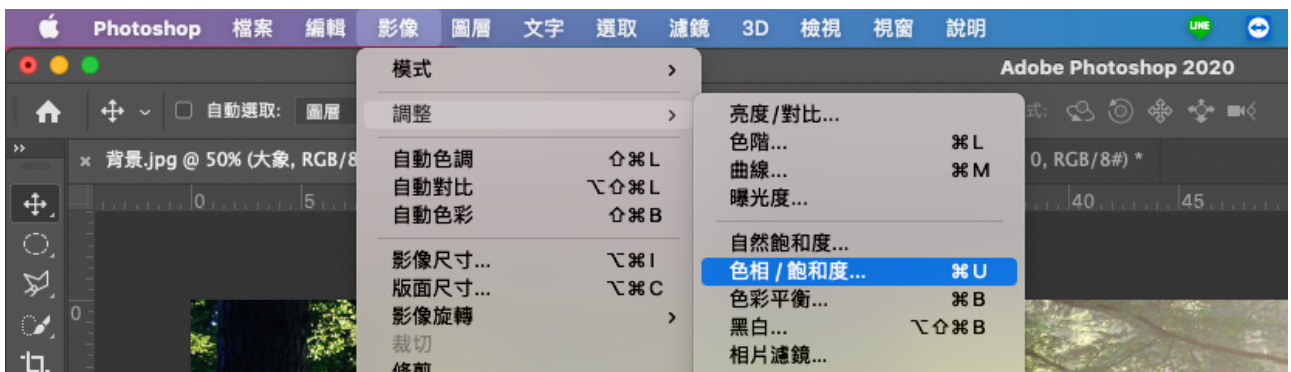 Photoshop 檔案 編輯 影像 圖層 文字 選取 濾鏡 3D 檢視 視窗 說明 LINE
Adobe Photoshop 2020
自動選取: 圖層
背景.jpg @ 50% (大象, RGB/8
0, RGB/8#) *
0 5 40 45
0
模式
調整
自動色調 ⇧⌘L
自動對比 ⌥⇧⌘L
自動色彩 ⇧⌘B
影像尺寸... ⌥⌘I
版面尺寸... ⌥⌘C
影像旋轉
裁切
修剪
亮度/對比...
色階... ⌘L
曲線... ⌘M
曝光度...
自然飽和度...
色相/飽和度... ⌘U
色彩平衡... ⌘B
黑白... ⌥⇧⌘B
相片濾鏡...